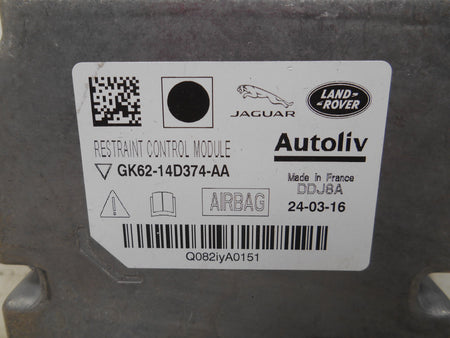 JAGUAR
LAND-
-ROVER
RESTRAINT CONTROL MODULE
GK62-14D374-AA
Autoliv
Made in France
DDJ8A
AIRBAG
24-03-16
Q082iyA0151